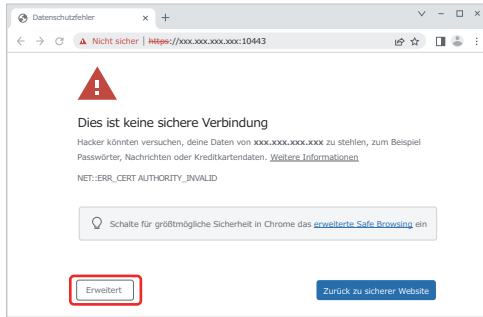 Datenschutzfehler
Nicht sicher | https://xxx.xxx.xxx.xxx:10443
Dies ist keine sichere Verbindung
Hacker könnten versuchen, deine Daten von xxx.xxx.xxx.xxx zu stehlen, zum Beispiel
Passwörter, Nachrichten oder Kreditkartendaten. Weitere Informationen
NET::ERR_CERT AUTHORITY_INVALID
Schalte für größtmögliche Sicherheit in Chrome das erweiterte Safe Browsing ein
Erweitert
Zurück zu sicherer Website